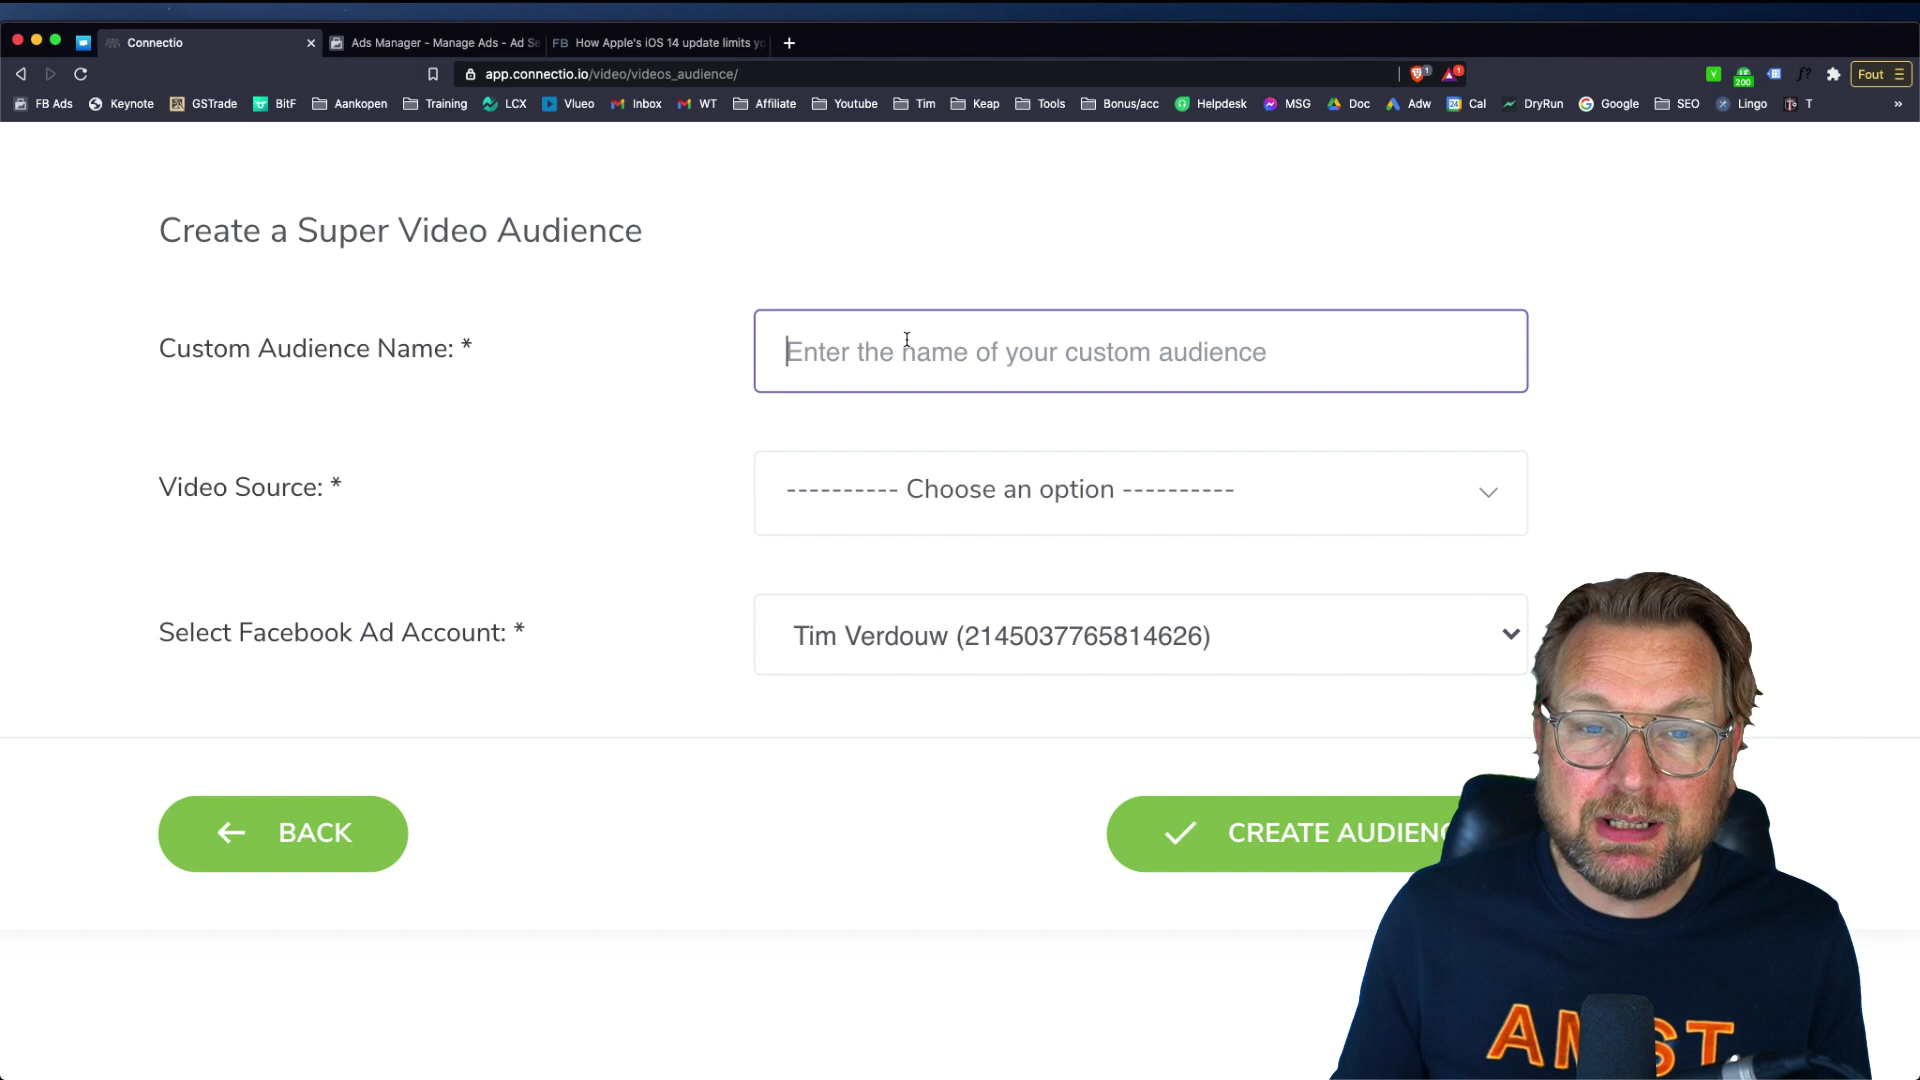 Connectio
Ads Manager - Manage Ads - Ad Se
FB How Apple's iOS 14 update limits yo
app.connectio.io/video/videos_audience/
1
1
200
f?
Fout
FB Ads Keynote GSTrade BitF Aankopen Training LCX Vlueo Inbox WT Affiliate Youtube Tim Keap Tools Bonus/acc Helpdesk MSG Doc Adw Cal DryRun Google SEO Lingo T »
Create a Super Video Audience
Custom Audience Name: *
Enter the name of your custom audience
Video Source: *
---------- Choose an option ----------
Select Facebook Ad Account: *
Tim Verdouw (2145037765814626)
BACK
CREATE AUDIENC